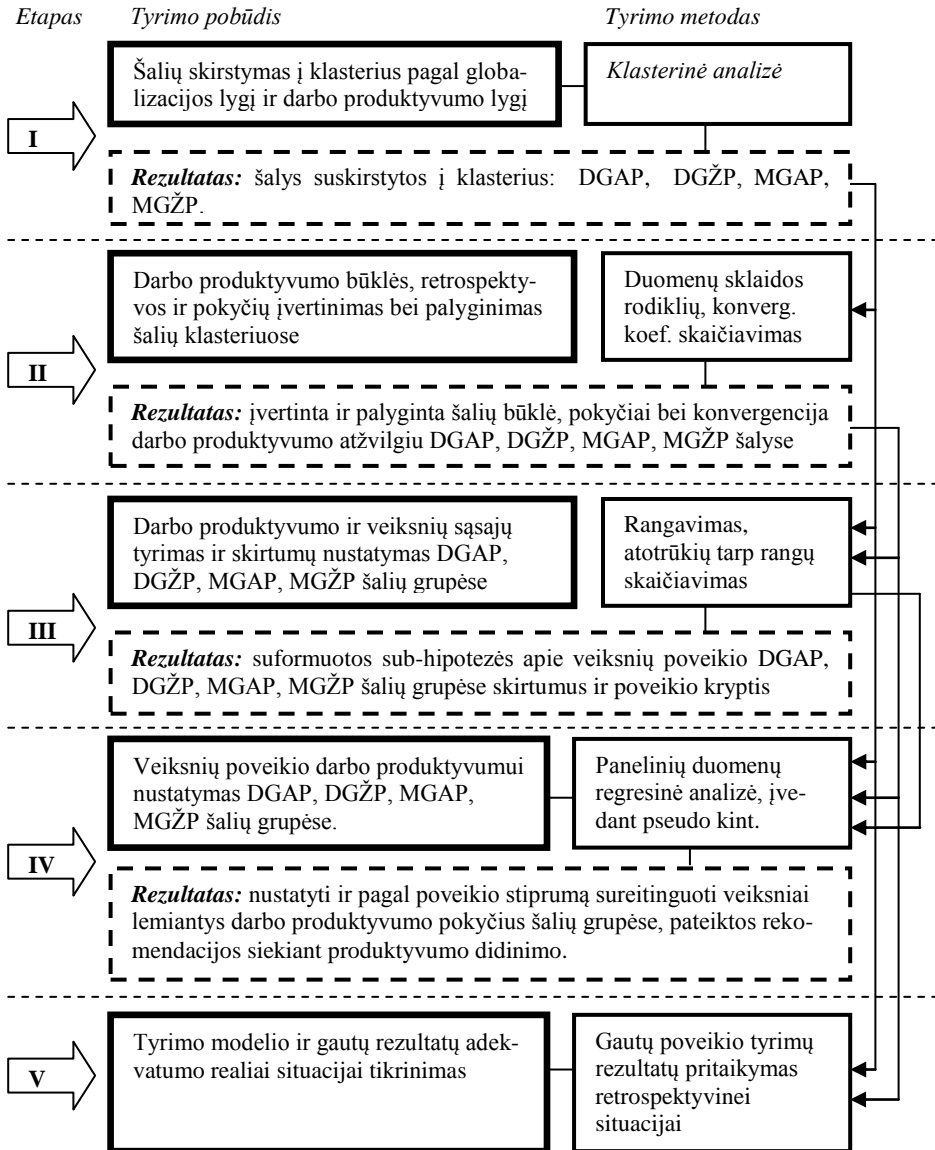 Etapas Tyrimo pobūdis Tyrimo metodas
Šalių skirstymas į klasterius pagal globa-
lizacijos lygį ir darbo produktyvumo lygį
Klasterinė analizė
I
Rezultatas: šalys suskirstytos į klasterius: DGAP, DGŽP, MGAP,
MGŽP.
Darbo produktyvumo būklės, retrospekty-
vos ir pokyčių įvertinimas bei palyginimas
šalių klasteriuose
Duomenų sklaidos
rodiklių, konverg.
koef. skaičiavimas
II
Rezultatas: įvertinta ir palyginta šalių būklė, pokyčiai bei konvergencija
darbo produktyvumo atžvilgiu DGAP, DGŽP, MGAP, MGŽP šalyse
Darbo produktyvumo ir veiksnių sąsajų
tyrimas ir skirtumų nustatymas DGAP,
DGŽP, MGAP, MGŽP šalių grupėse
Rangavimas,
atotrūkių tarp rangų
skaičiavimas
III
Rezultatas: suformuotos sub-hipotezės apie veiksnių poveikio DGAP,
DGŽP, MGAP, MGŽP šalių grupėse skirtumus ir poveikio kryptis
Veiksnių poveikio darbo produktyvumui
nustatymas DGAP, DGŽP, MGAP,
MGŽP šalių grupėse.
Panelinių duomenų
regresinė analizė, įve-
dant pseudo kint.
IV
Rezultatas: nustatyti ir pagal poveikio stiprumą sureitinguoti veiksniai
lemiantys darbo produktyvumo pokyčius šalių grupėse, pateiktos reko-
mendacijos siekiant produktyvumo didinimo.
Tyrimo modelio ir gautų rezultatų adek-
vatumo realiai situacijai tikrinimas
Gautų poveikio tyrimų
rezultatų pritaikymas
retrospektyvinei
situacijai
V